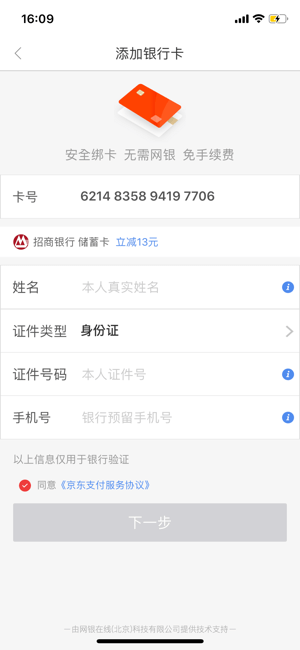 16:09
添加银行卡
安全绑卡 无需网银 免手续费
卡号 6214 8358 9419 7706
招商银行 储蓄卡 立减13元
姓名 本人真实姓名
证件类型 身份证
证件号码 本人证件号
手机号 银行预留手机号
以上信息仅用于银行验证
同意《京东支付服务协议》
下一步
一由网银在线(北京)科技有限公司提供技术支持一